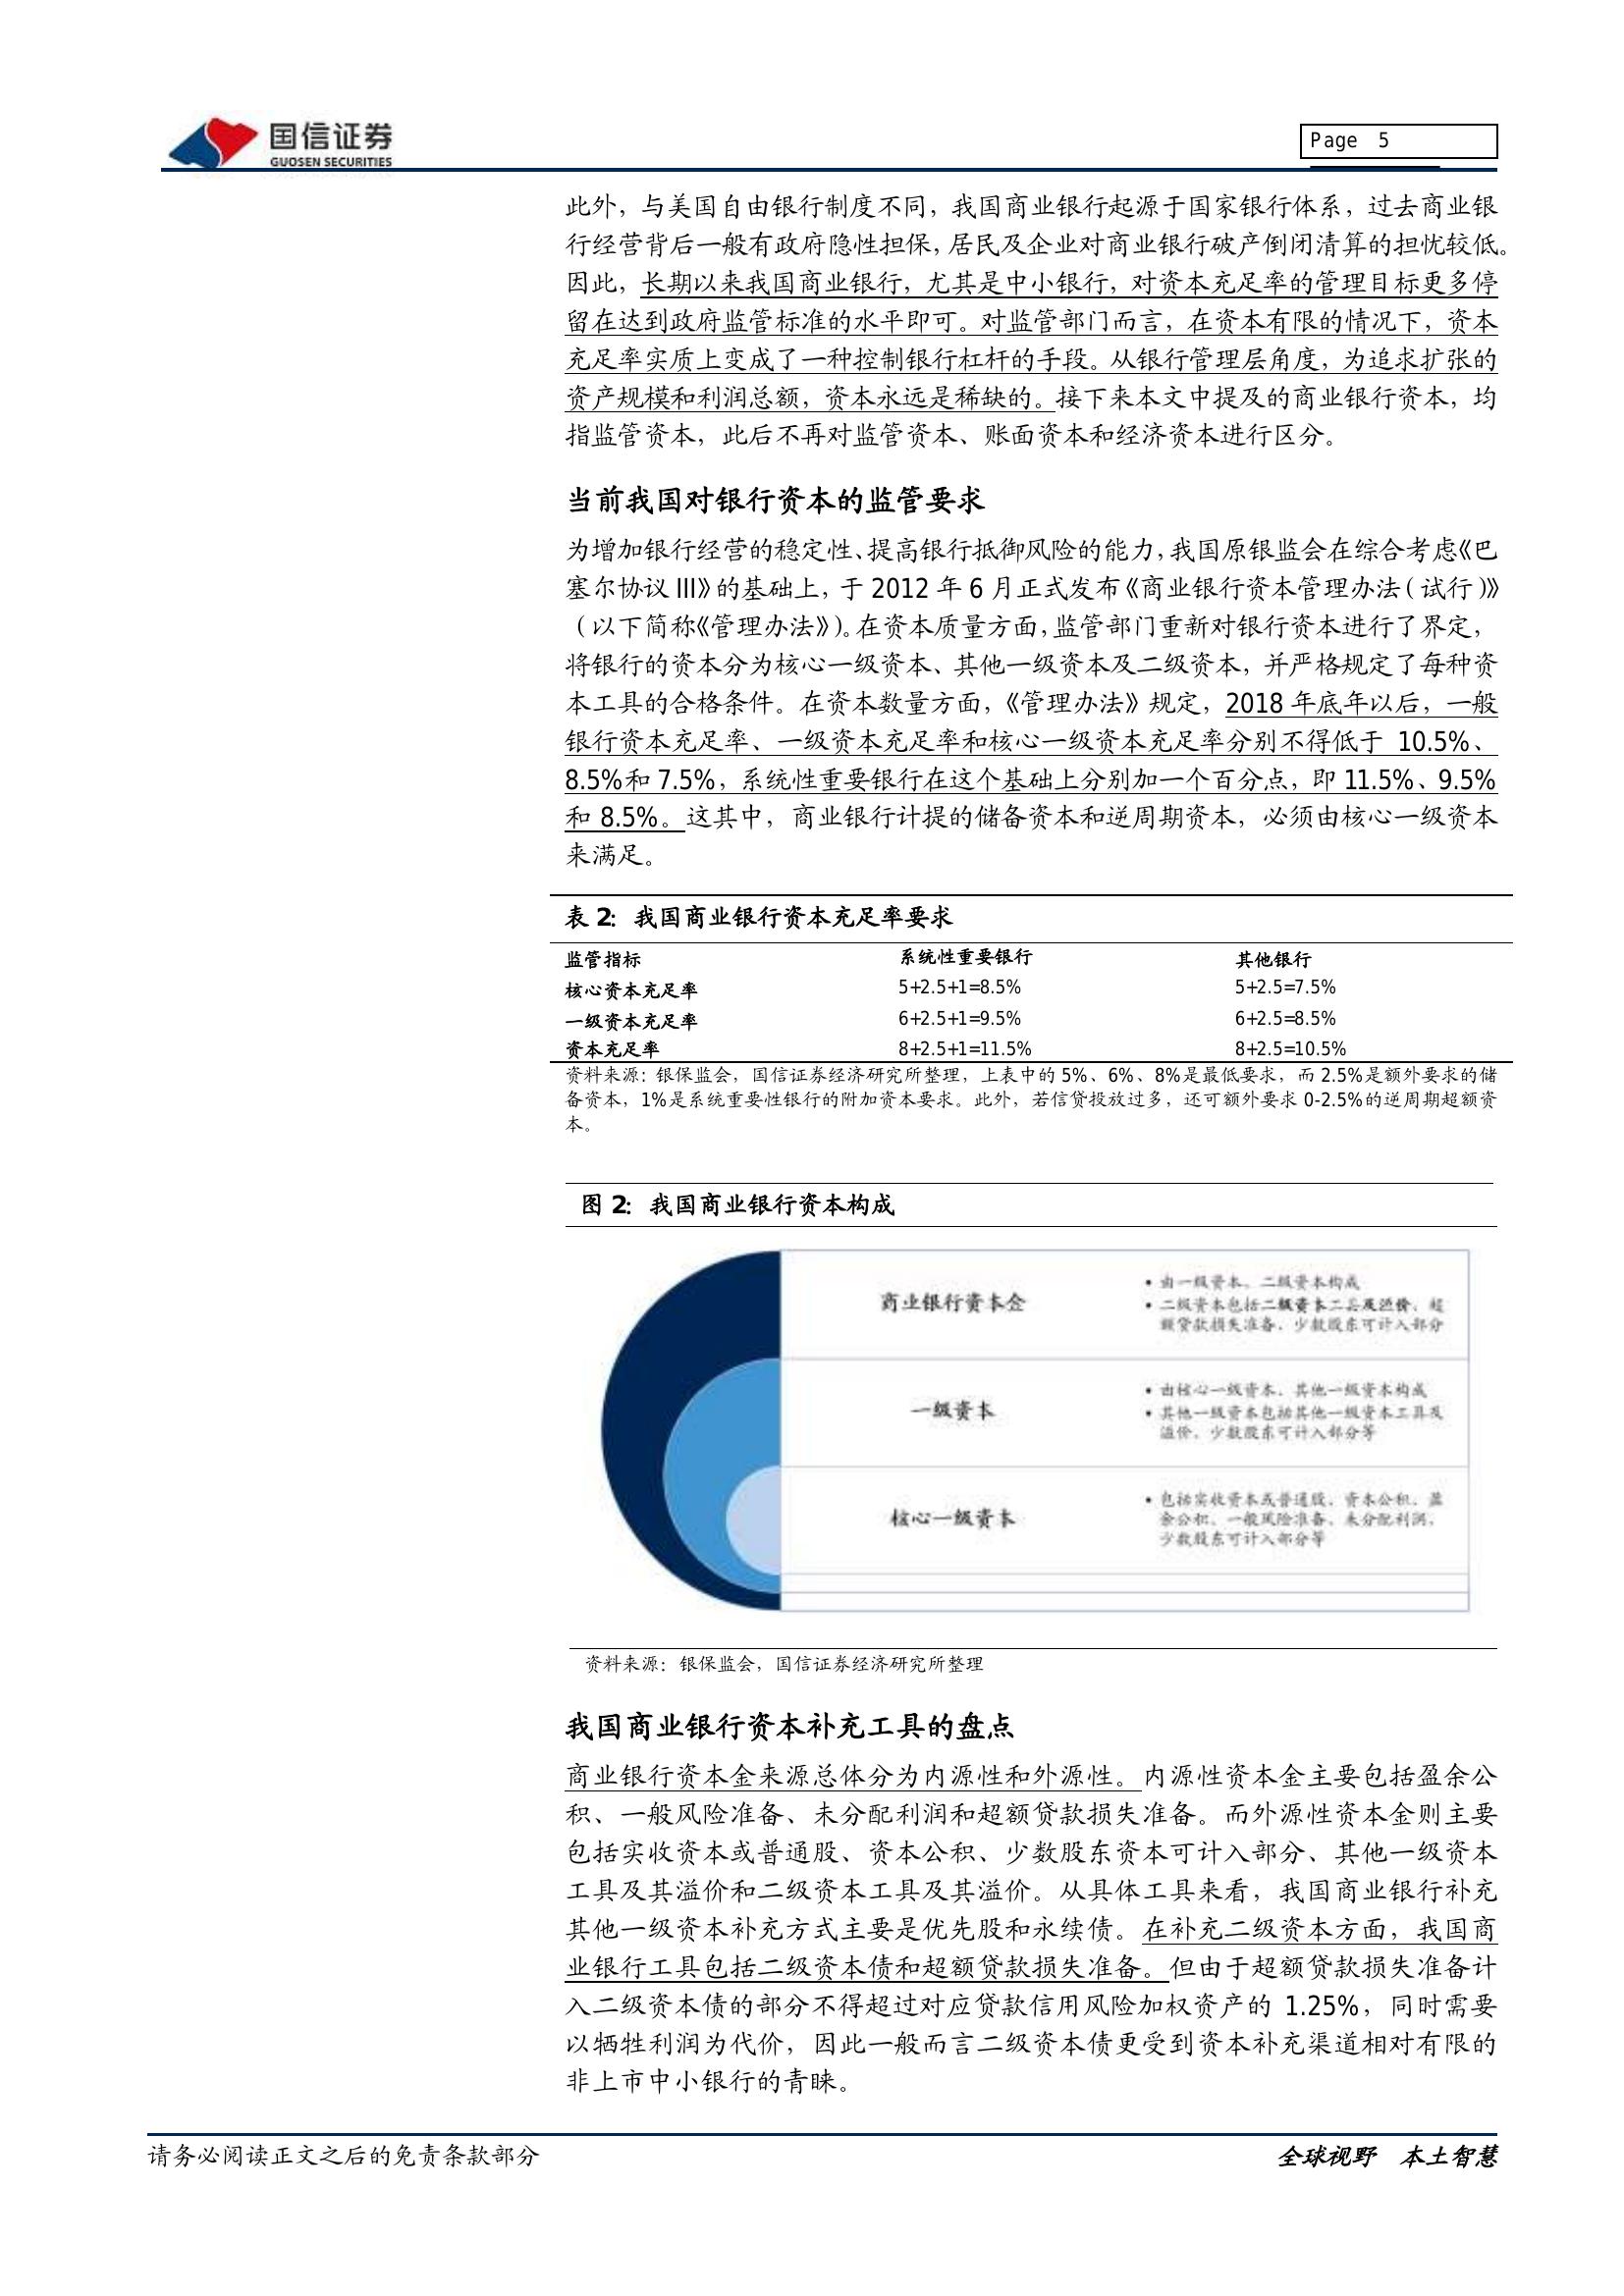 国信证券
GUOSEN SECURITIES
Page 5
此外，与美国自由银行制度不同，我国商业银行起源于国家银行体系，过去商业银
行经营背后一般有政府隐性担保，居民及企业对商业银行破产倒闭清算的担忧较低。
因此，长期以来我国商业银行，尤其是中小银行，对资本充足率的管理目标更多停
留在达到政府监管标准的水平即可。对监管部门而言，在资本有限的情况下，资本
充足率实质上变成了一种控制银行杠杆的手段。从银行管理层角度，为追求扩张的
资产规模和利润总额，资本永远是稀缺的。接下来本文中提及的商业银行资本，均
指监管资本，此后不再对监管资本、账面资本和经济资本进行区分。
当前我国对银行资本的监管要求
为增加银行经营的稳定性、提高银行抵御风险的能力，我国原银监会在综合考虑《巴
塞尔协议 III》的基础上，于 2012 年 6 月正式发布《商业银行资本管理办法（试行）》
（以下简称《管理办法》）。在资本质量方面，监管部门重新对银行资本进行了界定，
将银行的资本分为核心一级资本、其他一级资本及二级资本，并严格规定了每种资
本工具的合格条件。在资本数量方面，《管理办法》规定，2018 年底年以后，一般
银行资本充足率、一级资本充足率和核心一级资本充足率分别不得低于 10.5%、
8.5%和 7.5%，系统性重要银行在这个基础上分别加一个百分点，即 11.5%、9.5%
和 8.5%。这其中，商业银行计提的储备资本和逆周期资本，必须由核心一级资本
来满足。
表 2：我国商业银行资本充足率要求
监管指标 系统性重要银行 其他银行
核心资本充足率 5+2.5+1=8.5% 5+2.5=7.5%
一级资本充足率 6+2.5+1=9.5% 6+2.5=8.5%
资本充足率 8+2.5+1=11.5% 8+2.5=10.5%
资料来源：银保监会，国信证券经济研究所整理，上表中的 5%、6%、8%是最低要求，而 2.5%是额外要求的储
备资本，1%是系统重要性银行的附加资本要求。此外，若信贷投放过多，还可额外要求 0-2.5%的逆周期超额资
本。
图 2：我国商业银行资本构成
商业银行资本金
• 由一级资本、二级资本构成
• 二级资本包括二级资本工具及溢价、超
额贷款损失准备、少数股东可计入部分
一级资本
• 由核心一级资本、其他一级资本构成
• 其他一级资本包括其他一级资本工具及
溢价、少数股东可计入部分等
核心一级资本
• 包括实收资本或普通股、资本公积、盈
余公积、一般风险准备、未分配利润、
少数股东可计入部分等
资料来源：银保监会，国信证券经济研究所整理
我国商业银行资本补充工具的盘点
商业银行资本金来源总体分为内源性和外源性。内源性资本金主要包括盈余公
积、一般风险准备、未分配利润和超额贷款损失准备。而外源性资本金则主要
包括实收资本或普通股、资本公积、少数股东资本可计入部分、其他一级资本
工具及其溢价和二级资本工具及其溢价。从具体工具来看，我国商业银行补充
其他一级资本补充方式主要是优先股和永续债。在补充二级资本方面，我国商
业银行工具包括二级资本债和超额贷款损失准备。但由于超额贷款损失准备计
入二级资本债的部分不得超过对应贷款信用风险加权资产的 1.25%，同时需要
以牺牲利润为代价，因此一般而言二级资本债更受到资本补充渠道相对有限的
非上市中小银行的青睐。
请务必阅读正文之后的免责条款部分
全球视野 本土智慧